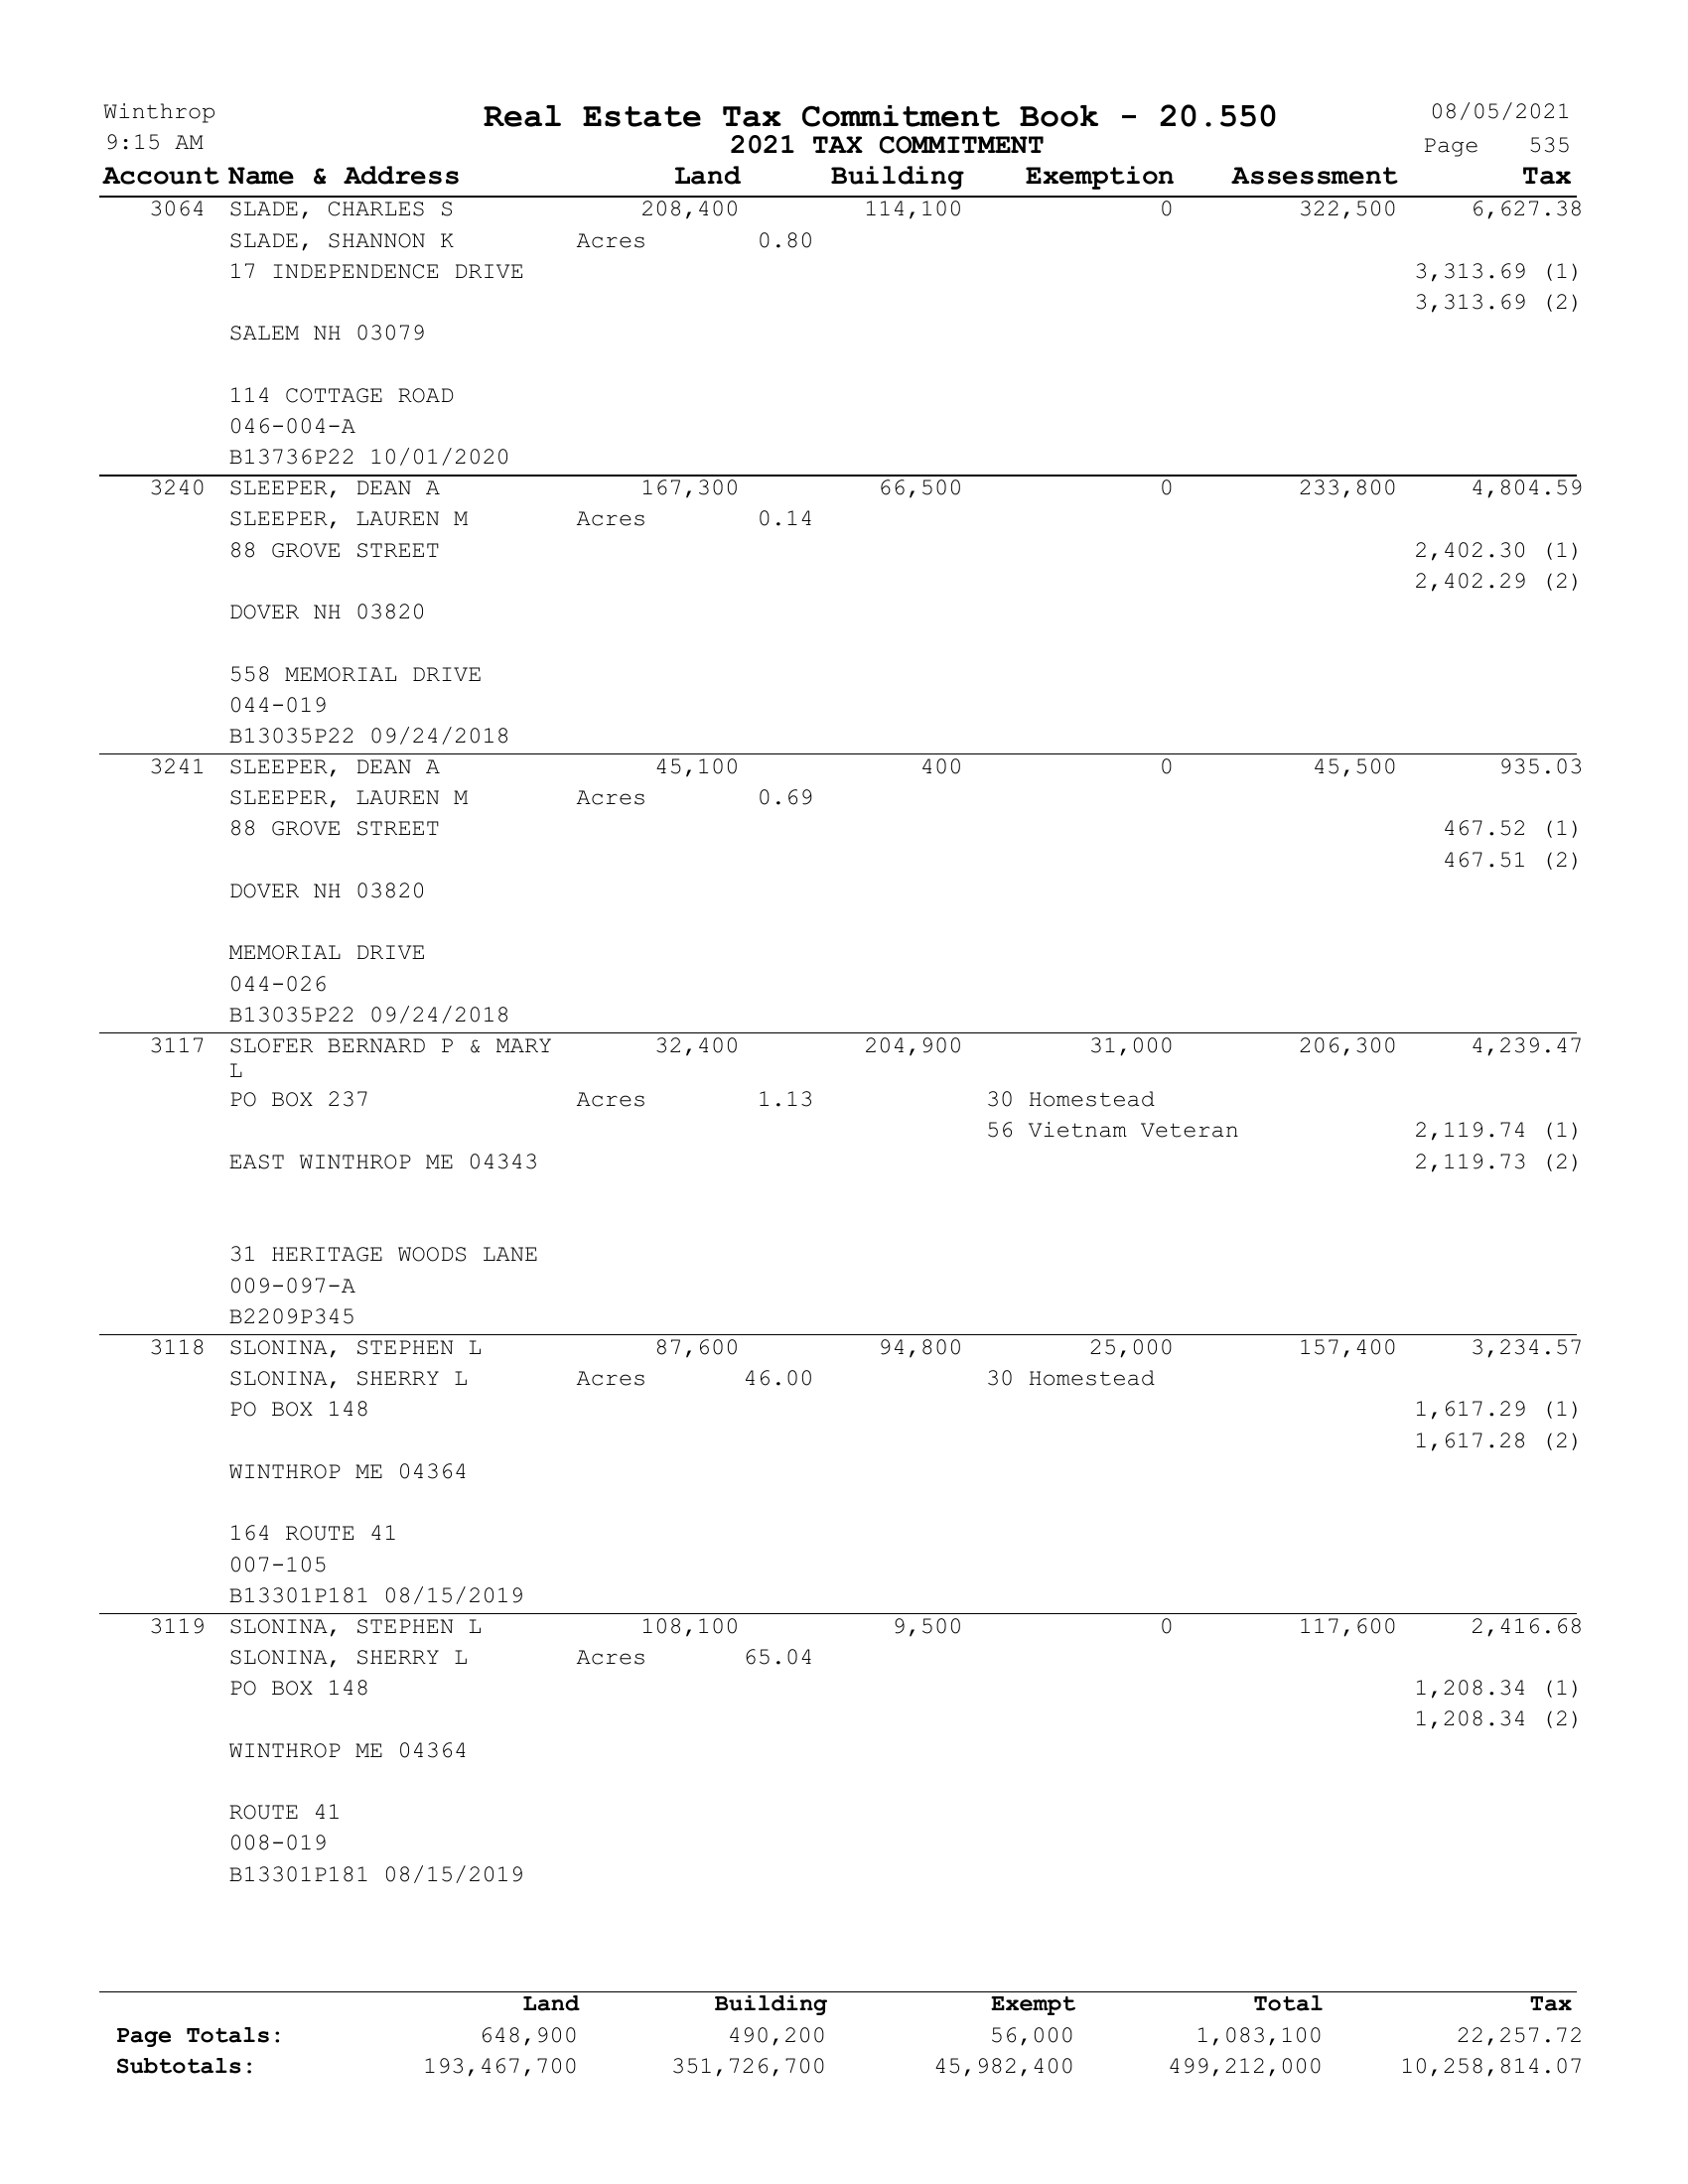 Winthrop Real Estate Tax Commitment Book - 20.550 08/05/2021
9:15 AM 2021 TAX COMMITMENT Page 535
Account Name & Address Land Building Exemption Assessment Tax
3064 SLADE, CHARLES S 208,400 114,100 0 322,500 6,627.38
SLADE, SHANNON K Acres 0.80
17 INDEPENDENCE DRIVE 3,313.69 (1)
3,313.69 (2)
SALEM NH 03079
114 COTTAGE ROAD
046-004-A
B13736P22 10/01/2020
3240 SLEEPER, DEAN A 167,300 66,500 0 233,800 4,804.59
SLEEPER, LAUREN M Acres 0.14
88 GROVE STREET 2,402.30 (1)
2,402.29 (2)
DOVER NH 03820
558 MEMORIAL DRIVE
044-019
B13035P22 09/24/2018
3241 SLEEPER, DEAN A 45,100 400 0 45,500 935.03
SLEEPER, LAUREN M Acres 0.69
88 GROVE STREET 467.52 (1)
467.51 (2)
DOVER NH 03820
MEMORIAL DRIVE
044-026
B13035P22 09/24/2018
3117 SLOFER BERNARD P & MARY 32,400 204,900 31,000 206,300 4,239.47
L
PO BOX 237 Acres 1.13 30 Homestead
56 Vietnam Veteran 2,119.74 (1)
EAST WINTHROP ME 04343 2,119.73 (2)
31 HERITAGE WOODS LANE
009-097-A
B2209P345
3118 SLONINA, STEPHEN L 87,600 94,800 25,000 157,400 3,234.57
SLONINA, SHERRY L Acres 46.00 30 Homestead
PO BOX 148 1,617.29 (1)
1,617.28 (2)
WINTHROP ME 04364
164 ROUTE 41
007-105
B13301P181 08/15/2019
3119 SLONINA, STEPHEN L 108,100 9,500 0 117,600 2,416.68
SLONINA, SHERRY L Acres 65.04
PO BOX 148 1,208.34 (1)
1,208.34 (2)
WINTHROP ME 04364
ROUTE 41
008-019
B13301P181 08/15/2019
Land Building Exempt Total Tax
Page Totals: 648,900 490,200 56,000 1,083,100 22,257.72
Subtotals: 193,467,700 351,726,700 45,982,400 499,212,000 10,258,814.07